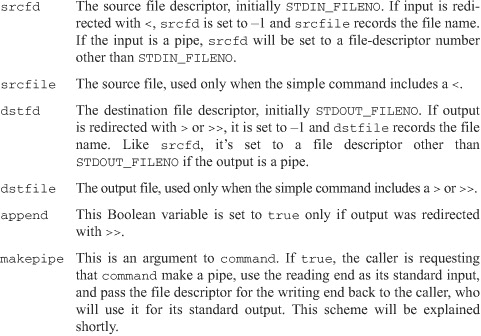 srcfd The source file descriptor, initially STDIN_FILENO. If input is redi-
rected with <, srcfd is set to −1 and srcfile records the file name.
If the input is a pipe, srcfd will be set to a file-descriptor number
other than STDIN_FILENO.
srcfile The source file, used only when the simple command includes a <.
dstfd The destination file descriptor, initially STDOUT_FILENO. If output
is redirected with > or >>, it is set to −1 and dstfile records the file
name. Like srcfd, it's set to a file descriptor other than
STDOUT_FILENO if the output is a pipe.
dstfile The output file, used only when the simple command includes a > or >>.
append This Boolean variable is set to true only if output was redirected
with >>.
makepipe This is an argument to command. If true, the caller is requesting
that command make a pipe, use the reading end as its standard input,
and pass the file descriptor for the writing end back to the caller, who
will use it for its standard output. This scheme will be explained
shortly.